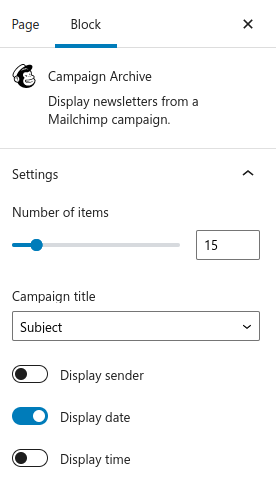 Page Block
Campaign Archive
Display newsletters from a
Mailchimp campaign.
Settings
Number of items
15
Campaign title
Subject
Display sender
Display date
Display time